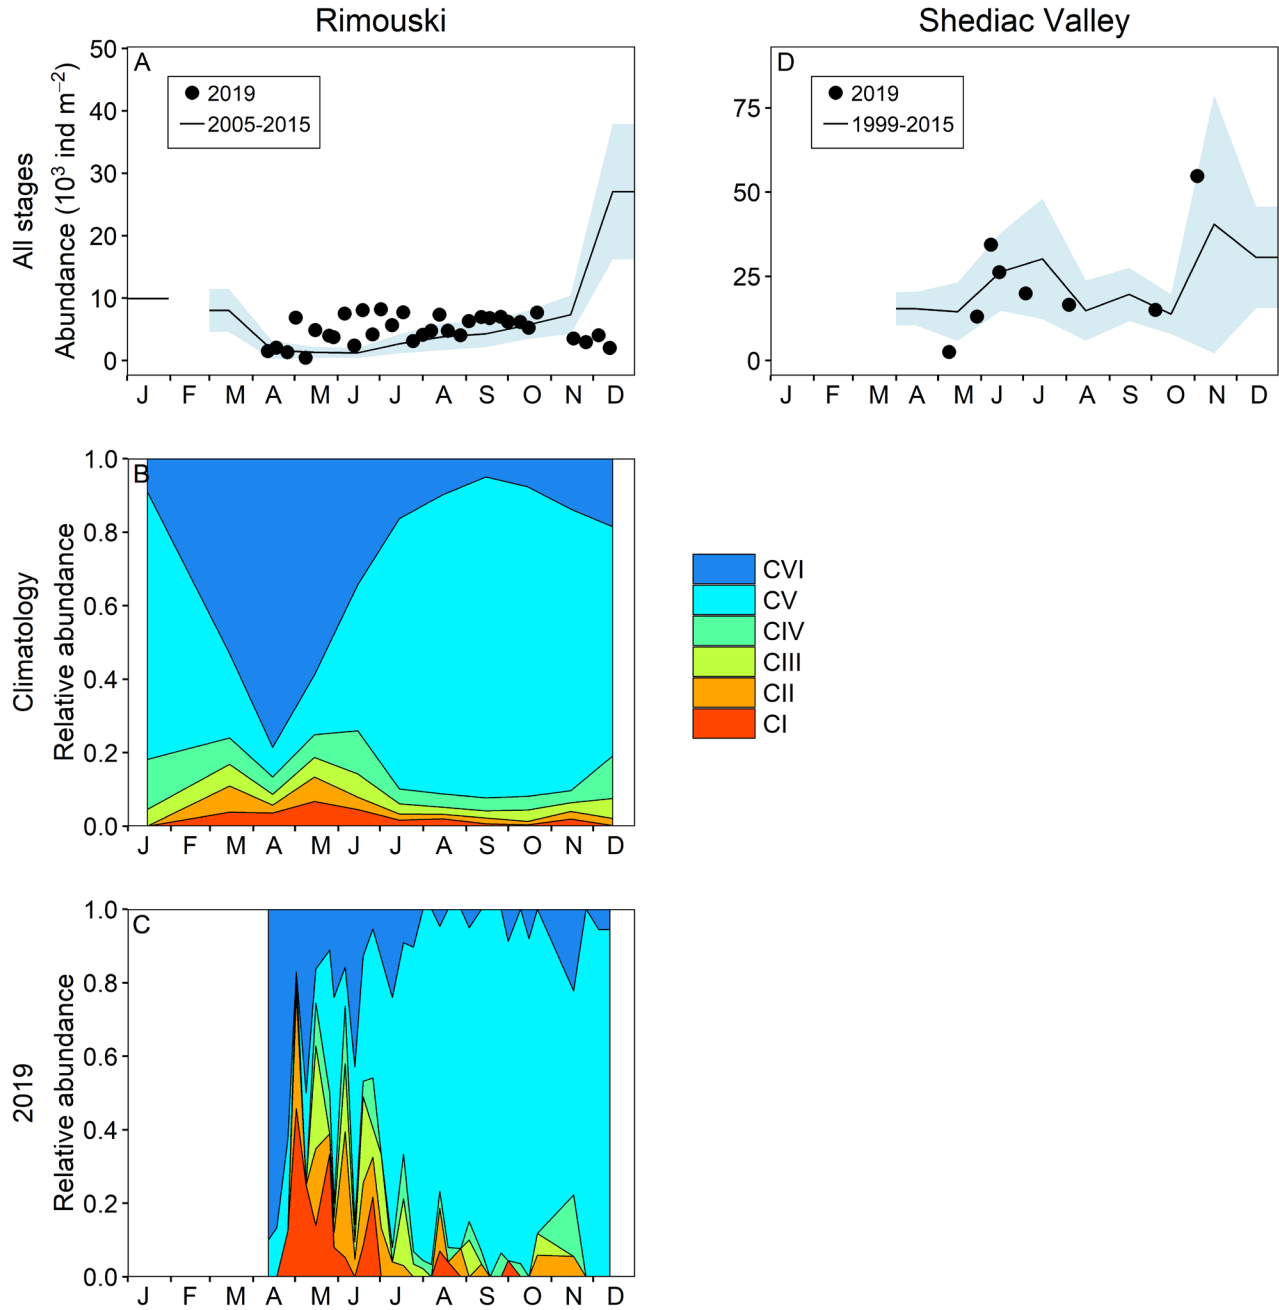 Rimouski
Shediac Valley
All stages
Abundance (10³ ind m⁻²)
A
2019
2005-2015
50
40
30
20
10
0
J F M A M J J A S O N D
D
2019
1999-2015
75
50
25
0
J F M A M J J A S O N D
Climatology
Relative abundance
B
1.0
0.8
0.6
0.4
0.2
0.0
J F M A M J J A S O N D
CVI
CV
CIV
CIII
CII
CI
2019
Relative abundance
C
1.0
0.8
0.6
0.4
0.2
0.0
J F M A M J J A S O N D